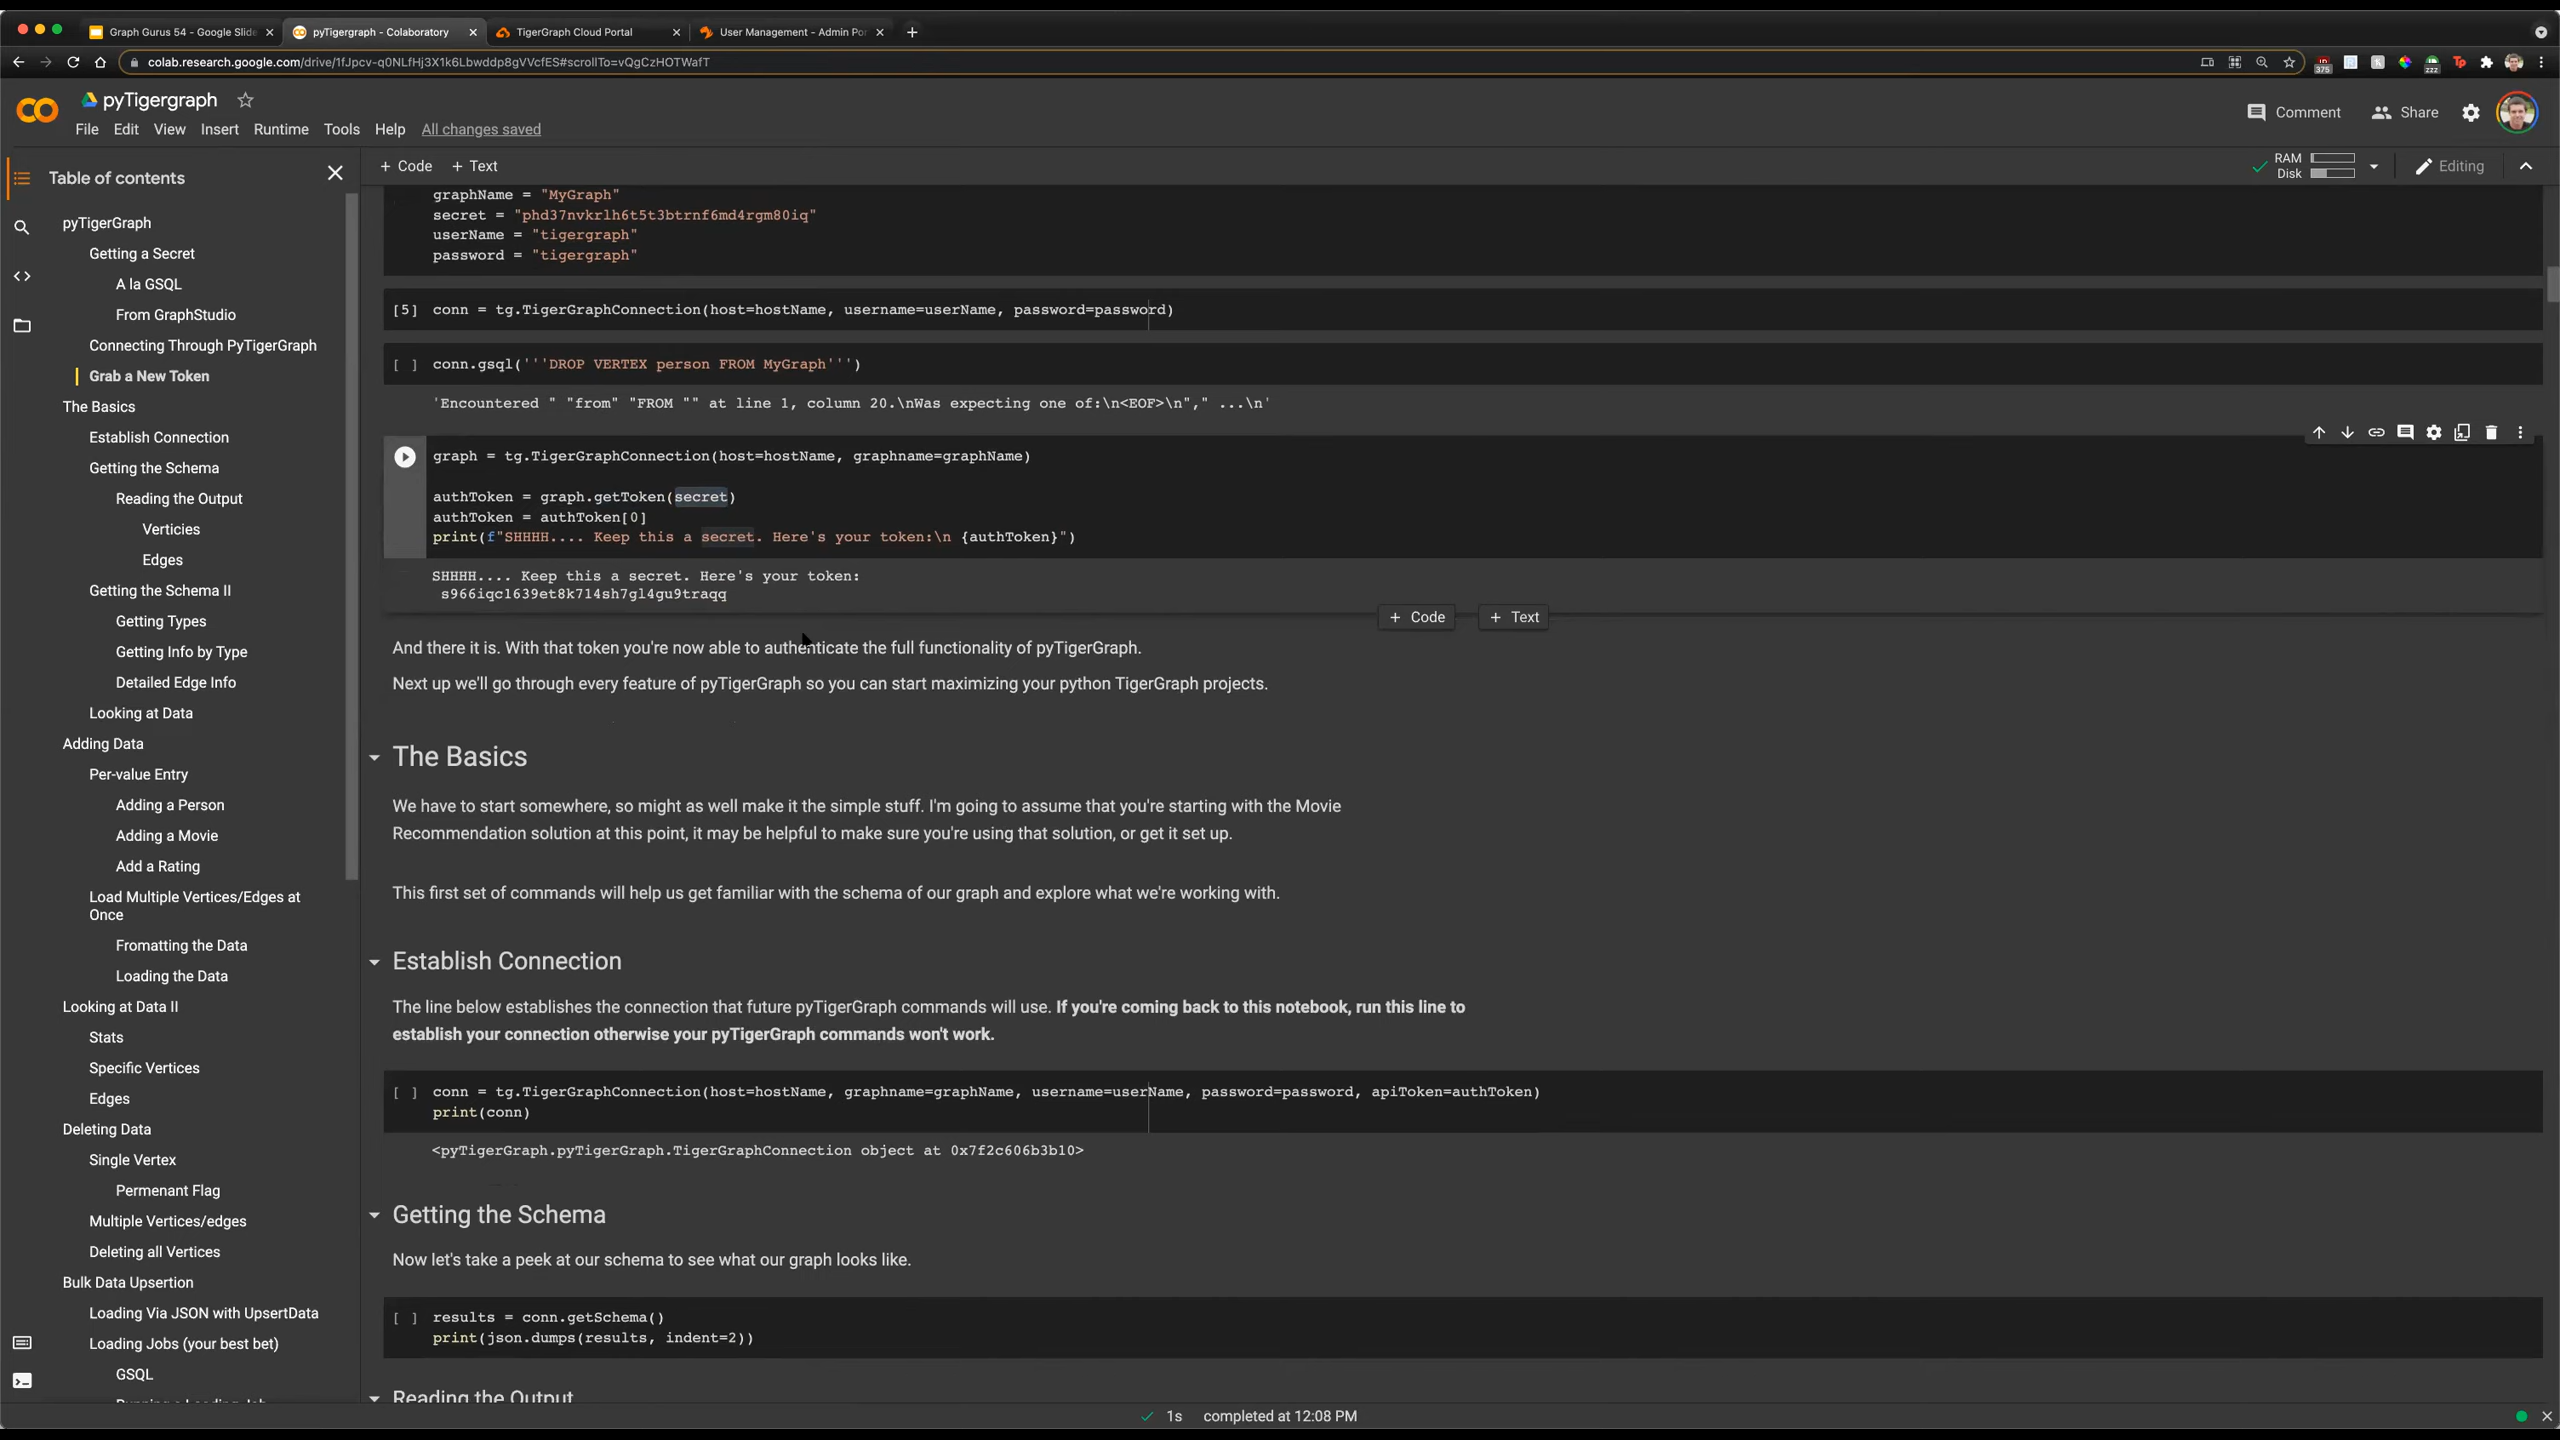 Graph Gurus 54 - Google Slide
pyTigergraph - Colaboratory
TigerGraph Cloud Portal
User Management - Admin Por
colab.research.google.com/drive/1fJpcv-q0NLfHj3X1k6Lbwddp8gVVcfES#scrollTo=vQgCzHOTWafT
pyTigergraph
File Edit View Insert Runtime Tools Help All changes saved
Comment Share
+ Code + Text
RAM
Disk
Editing
Table of contents
pyTigerGraph
Getting a Secret
A la GSQL
From GraphStudio
Connecting Through PyTigerGraph
Grab a New Token
The Basics
Establish Connection
Getting the Schema
Reading the Output
Verticies
Edges
Getting the Schema II
Getting Types
Getting Info by Type
Detailed Edge Info
Looking at Data
Adding Data
Per-value Entry
Adding a Person
Adding a Movie
Add a Rating
Load Multiple Vertices/Edges at
Once
Fromatting the Data
Loading the Data
Looking at Data II
Stats
Specific Vertices
Edges
Deleting Data
Single Vertex
Permenant Flag
Multiple Vertices/edges
Deleting all Vertices
Bulk Data Upsertion
Loading Via JSON with UpsertData
Loading Jobs (your best bet)
GSQL
graphName = "MyGraph"
secret = "phd37nvkrlh6t5t3btrnf6md4rgm80iq"
userName = "tigergraph"
password = "tigergraph"
[5] conn = tg.TigerGraphConnection(host=hostName, username=userName, password=password)
[ ] conn.gsql('''DROP VERTEX person FROM MyGraph''')
'Encountered " "from" "FROM "" at line 1, column 20.\nWas expecting one of:\n<EOF>\n"," ...\n'
graph = tg.TigerGraphConnection(host=hostName, graphname=graphName)
authToken = graph.getToken(secret)
authToken = authToken[0]
print(f"SHHHH.... Keep this a secret. Here's your token:\n {authToken}")
SHHHH.... Keep this a secret. Here's your token:
s966iqc1639et8k714sh7gl4gu9traqq
+ Code + Text
And there it is. With that token you're now able to authenticate the full functionality of pyTigerGraph.
Next up we'll go through every feature of pyTigerGraph so you can start maximizing your python TigerGraph projects.
The Basics
We have to start somewhere, so might as well make it the simple stuff. I'm going to assume that you're starting with the Movie
Recommendation solution at this point, it may be helpful to make sure you're using that solution, or get it set up.
This first set of commands will help us get familiar with the schema of our graph and explore what we're working with.
Establish Connection
The line below establishes the connection that future pyTigerGraph commands will use. If you're coming back to this notebook, run this line to
establish your connection otherwise your pyTigerGraph commands won't work.
[ ] conn = tg.TigerGraphConnection(host=hostName, graphname=graphName, username=userName, password=password, apiToken=authToken)
print(conn)
<pyTigerGraph.pyTigerGraph.TigerGraphConnection object at 0x7f2c606b3b10>
Getting the Schema
Now let's take a peek at our schema to see what our graph looks like.
[ ] results = conn.getSchema()
print(json.dumps(results, indent=2))
Reading the Output
1s completed at 12:08 PM